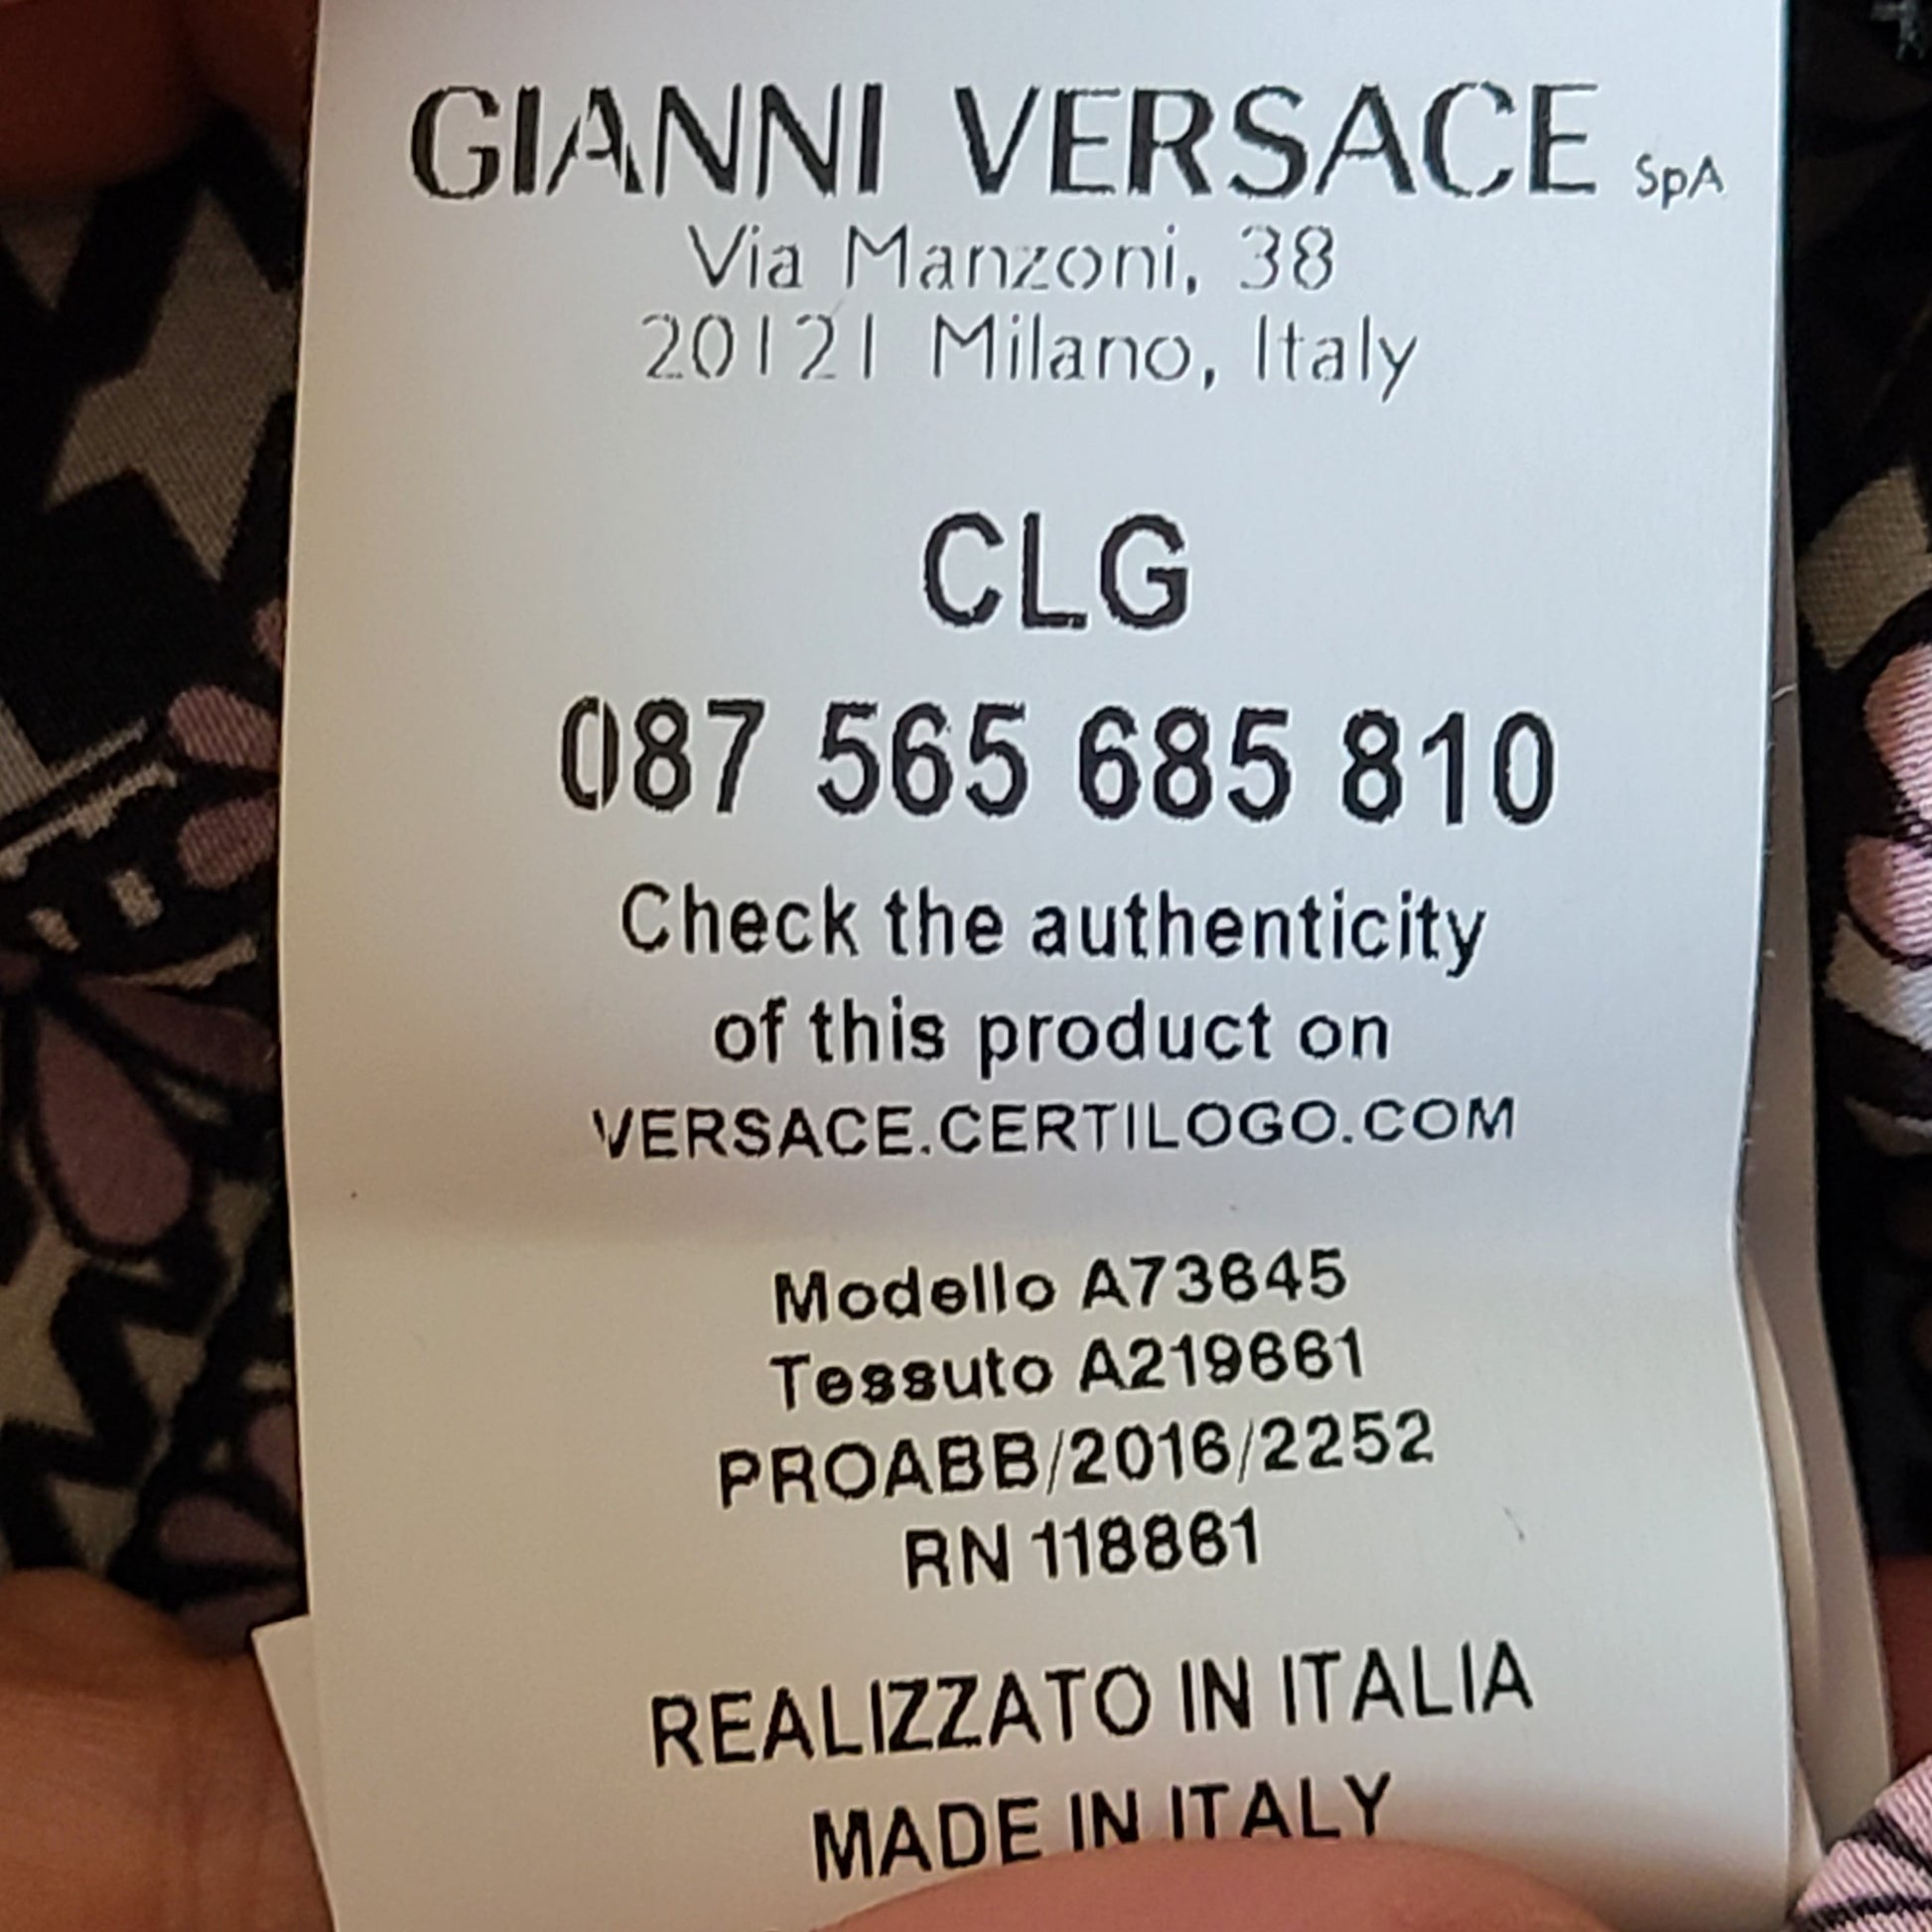 GIANNI VERSACE SpA
Via Manzoni, 38
20121 Milano, Italy
CLG
087 565 685 810
Check the authenticity
of this product on
VERSACE.CERTILOGO.COM
Modello A73645
Tessuto A219661
PROABB/2016/2252
RN 118861
REALIZZATO IN ITALIA
MADE IN ITALY